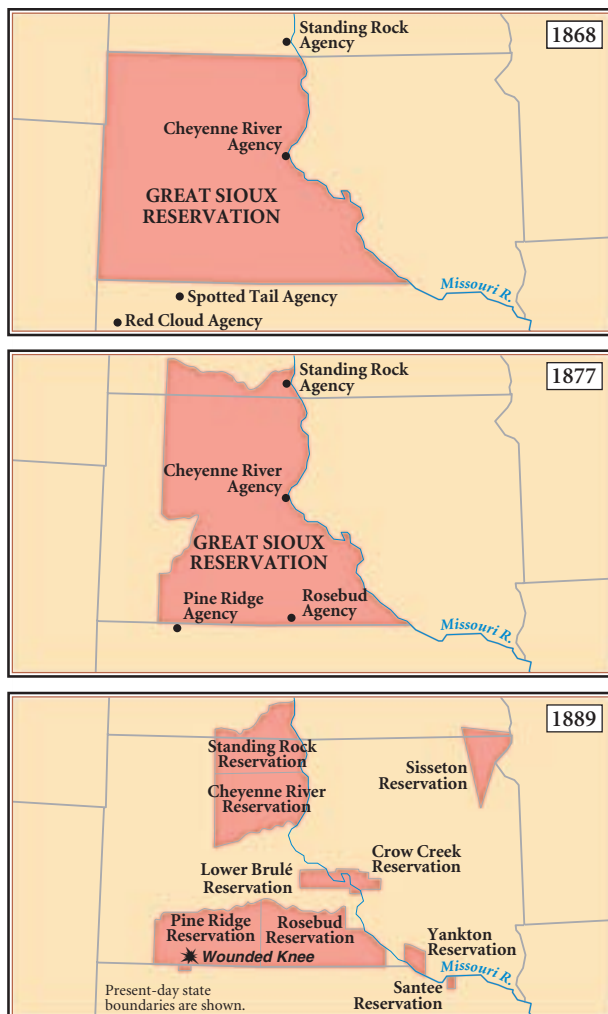 Standing Rock
Agency
1868
Cheyenne River
Agency
GREAT SIOUX
RESERVATION
Missouri R.
Spotted Tail Agency
Red Cloud Agency
Standing Rock
Agency
1877
Cheyenne River
Agency
GREAT SIOUX
RESERVATION
Pine Ridge
Agency
Rosebud
Agency
Missouri R.
1889
Standing Rock
Reservation
Cheyenne River
Reservation
Sisseton
Reservation
Crow Creek
Reservation
Lower Brulé
Reservation
Pine Ridge
Reservation
Rosebud
Reservation
Wounded Knee
Yankton
Reservation
Missouri R.
Santee
Reservation
Present-day state
boundaries are shown.